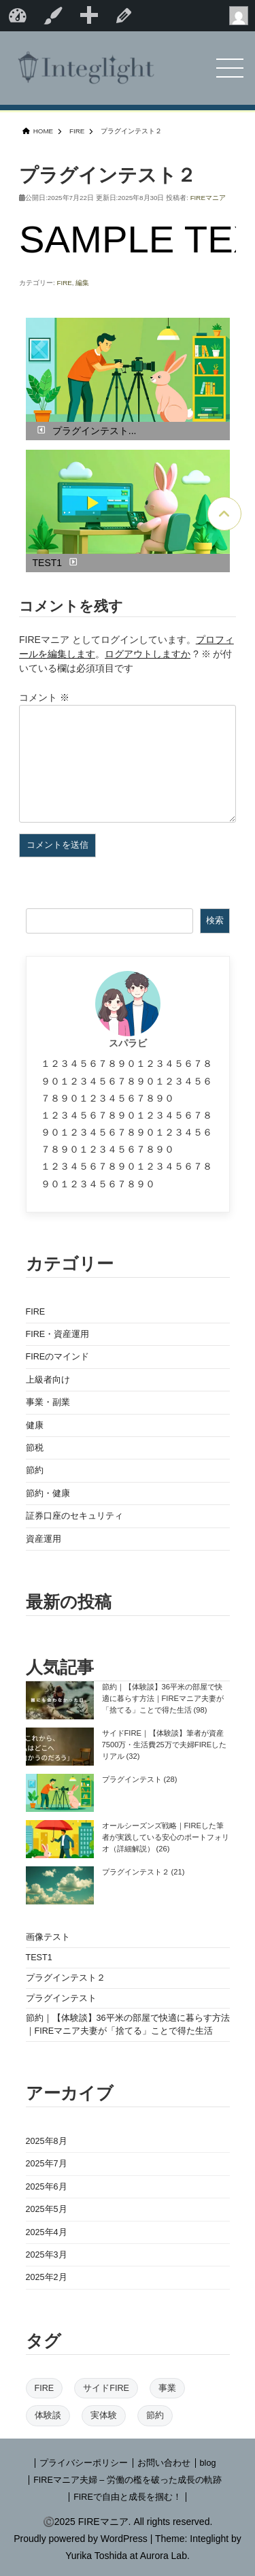 Integlight
HOME > FIRE > プラグインテスト２
プラグインテスト２
公開日:2025年7月22日 更新日:2025年8月30日 投稿者: FIREマニア
SAMPLE TE
カテゴリー: FIRE, 編集
プラグインテスト...
TEST1
コメントを残す
FIREマニア としてログインしています。プロフィ
ールを編集します。ログアウトしますか ? ※ が付
いている欄は必須項目です
コメント ※
コメントを送信
検索
スパラピ
１２３４５６７８９０１２３４５６７８
９０１２３４５６７８９０１２３４５６
７８９０１２３４５６７８９０
１２３４５６７８９０１２３４５６７８
９０１２３４５６７８９０１２３４５６
７８９０１２３４５６７８９０
１２３４５６７８９０１２３４５６７８
９０１２３４５６７８９０
カテゴリー
FIRE
FIRE・資産運用
FIREのマインド
上級者向け
事業・副業
健康
節税
節約
節約・健康
証券口座のセキュリティ
資産運用
最新の投稿
人気記事
節約｜【体験談】36平米の部屋で快
適に暮らす方法｜FIREマニア夫妻が
「捨てる」ことで得た生活 (98)
これから、
サイドFIRE｜【体験談】筆者が資産
7500万・生活費25万で夫婦FIREした
リアル (32)
プラグインテスト (28)
オールシーズンズ戦略｜FIREした筆
者が実践している安心のポートフォリ
オ（詳細解説） (26)
プラグインテスト２ (21)
画像テスト
TEST1
プラグインテスト２
プラグインテスト
節約｜【体験談】36平米の部屋で快適に暮らす方法
｜FIREマニア夫妻が「捨てる」ことで得た生活
アーカイブ
2025年8月
2025年7月
2025年6月
2025年5月
2025年4月
2025年3月
2025年2月
タグ
FIRE サイドFIRE 事業
体験談 実体験 節約
| プライバシーポリシー | お問い合わせ | blog
| FIREマニア夫婦 – 労働の檻を破った成長の軌跡
| FIREで自由と成長を掴む！ |
©2025 FIREマニア. All rights reserved.
Proudly powered by WordPress | Theme: Integlight by
Yurika Toshida at Aurora Lab.